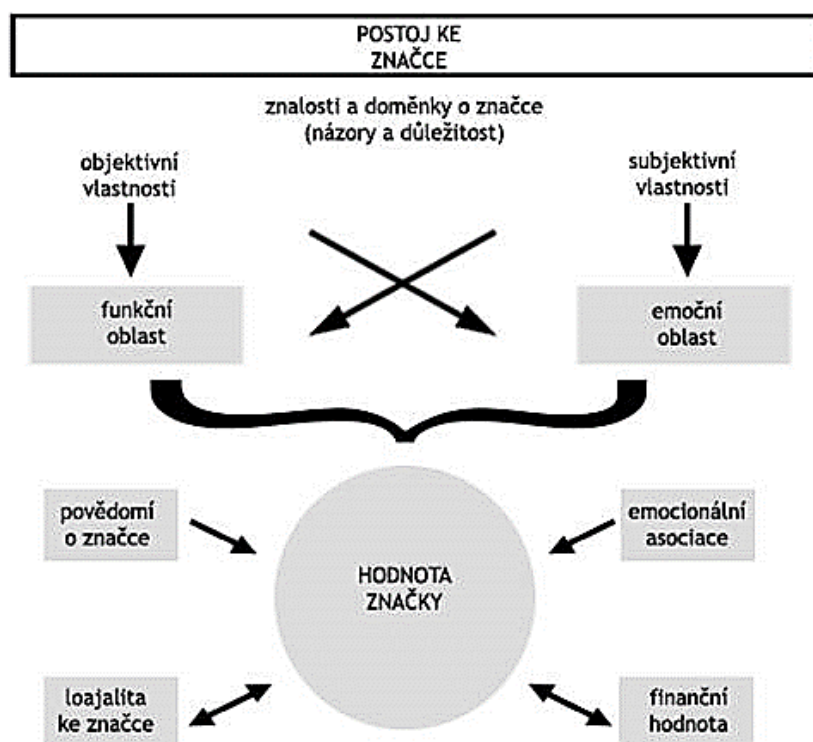 POSTOJ KE
ZNAČCE
znalosti a domněnky o značce
(názory a důležitost)
objektivní
vlastnosti
subjektivní
vlastnosti
funkční
oblast
emoční
oblast
povědomí
o značce
emocionální
asociace
HODNOTA
ZNAČKY
loajalita
ke značce
finanční
hodnota